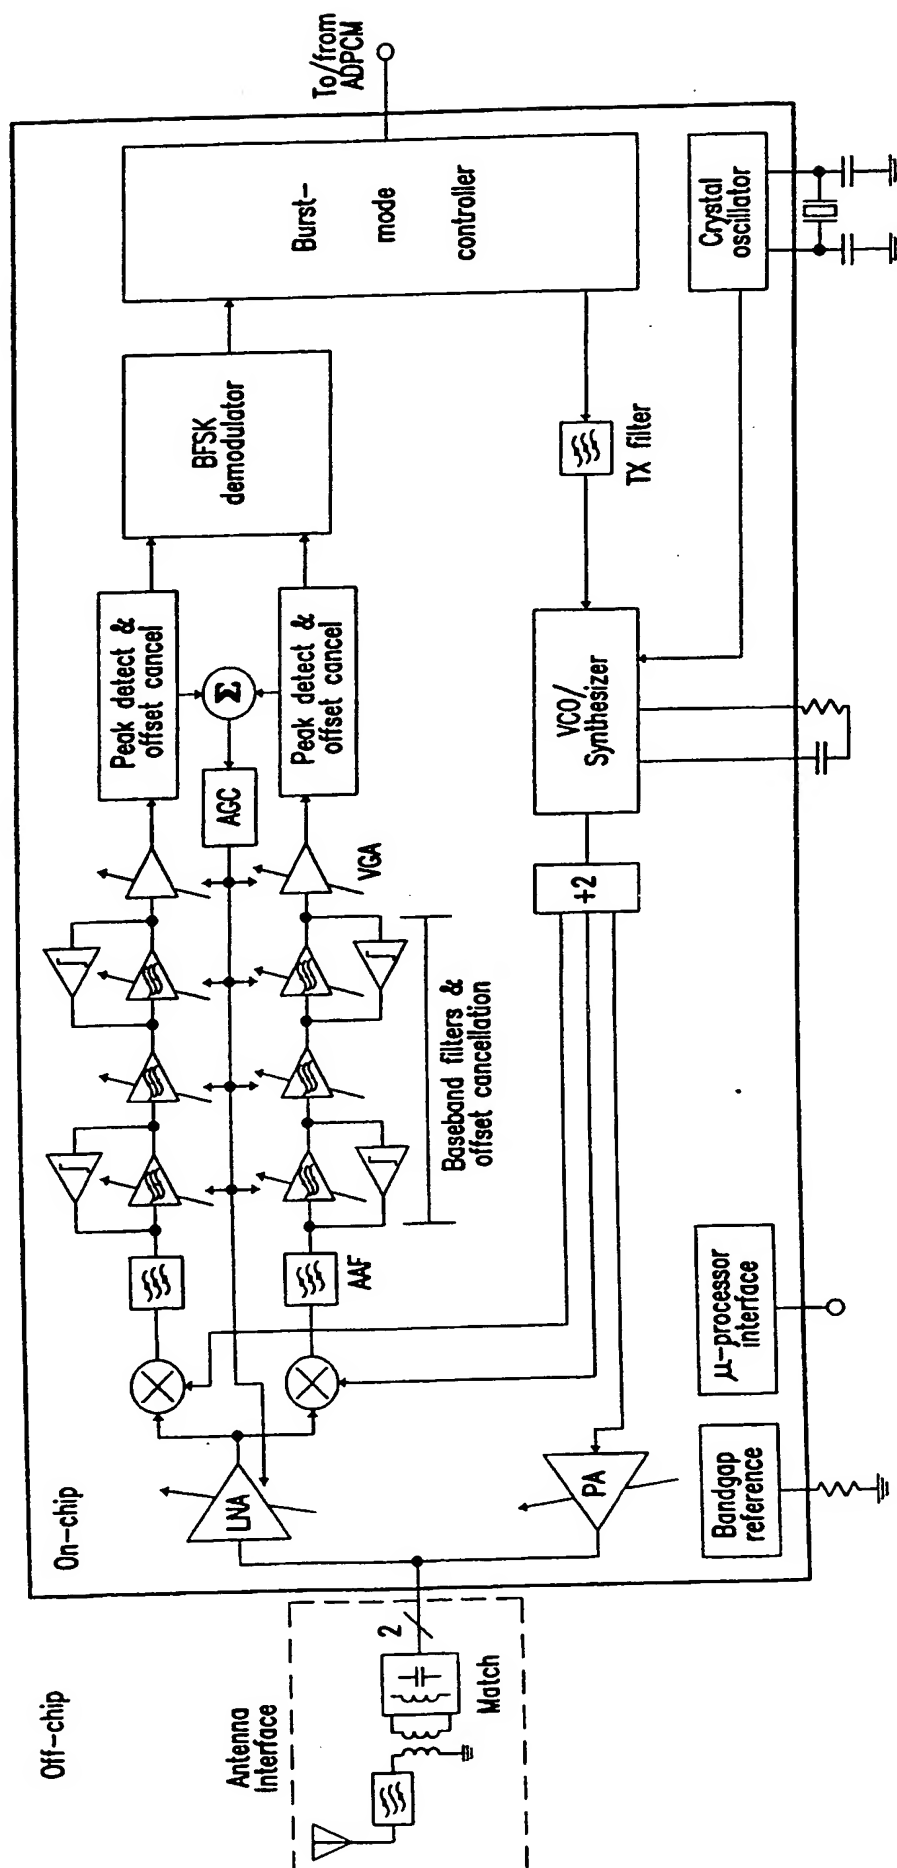 Off-chip
On-chip
Antenna
interface
2
Match
LNA
PA
AAF
Baseband filters &
offset cancellation
VGA
AGC
Σ
Peak detect &
offset cancel
Peak detect &
offset cancel
BFSK
demodulator
Burst-
mode
controller
To/from
ADPCM
TX filter
VCO/
Synthesizer
+2
Crystal
oscillator
μ-processor
interface
Bandgap
reference